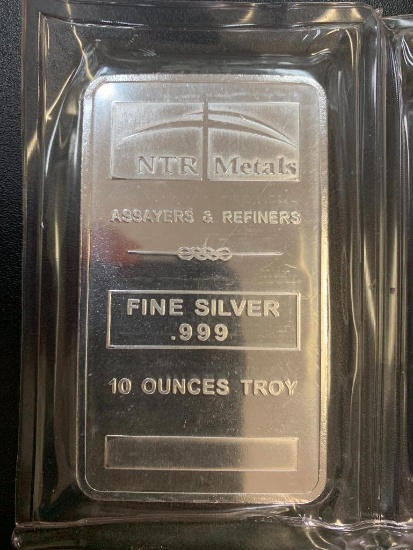 NTR Metals
ASSAYERS & REFINERS
FINE SILVER
.999
10 OUNCES TROY